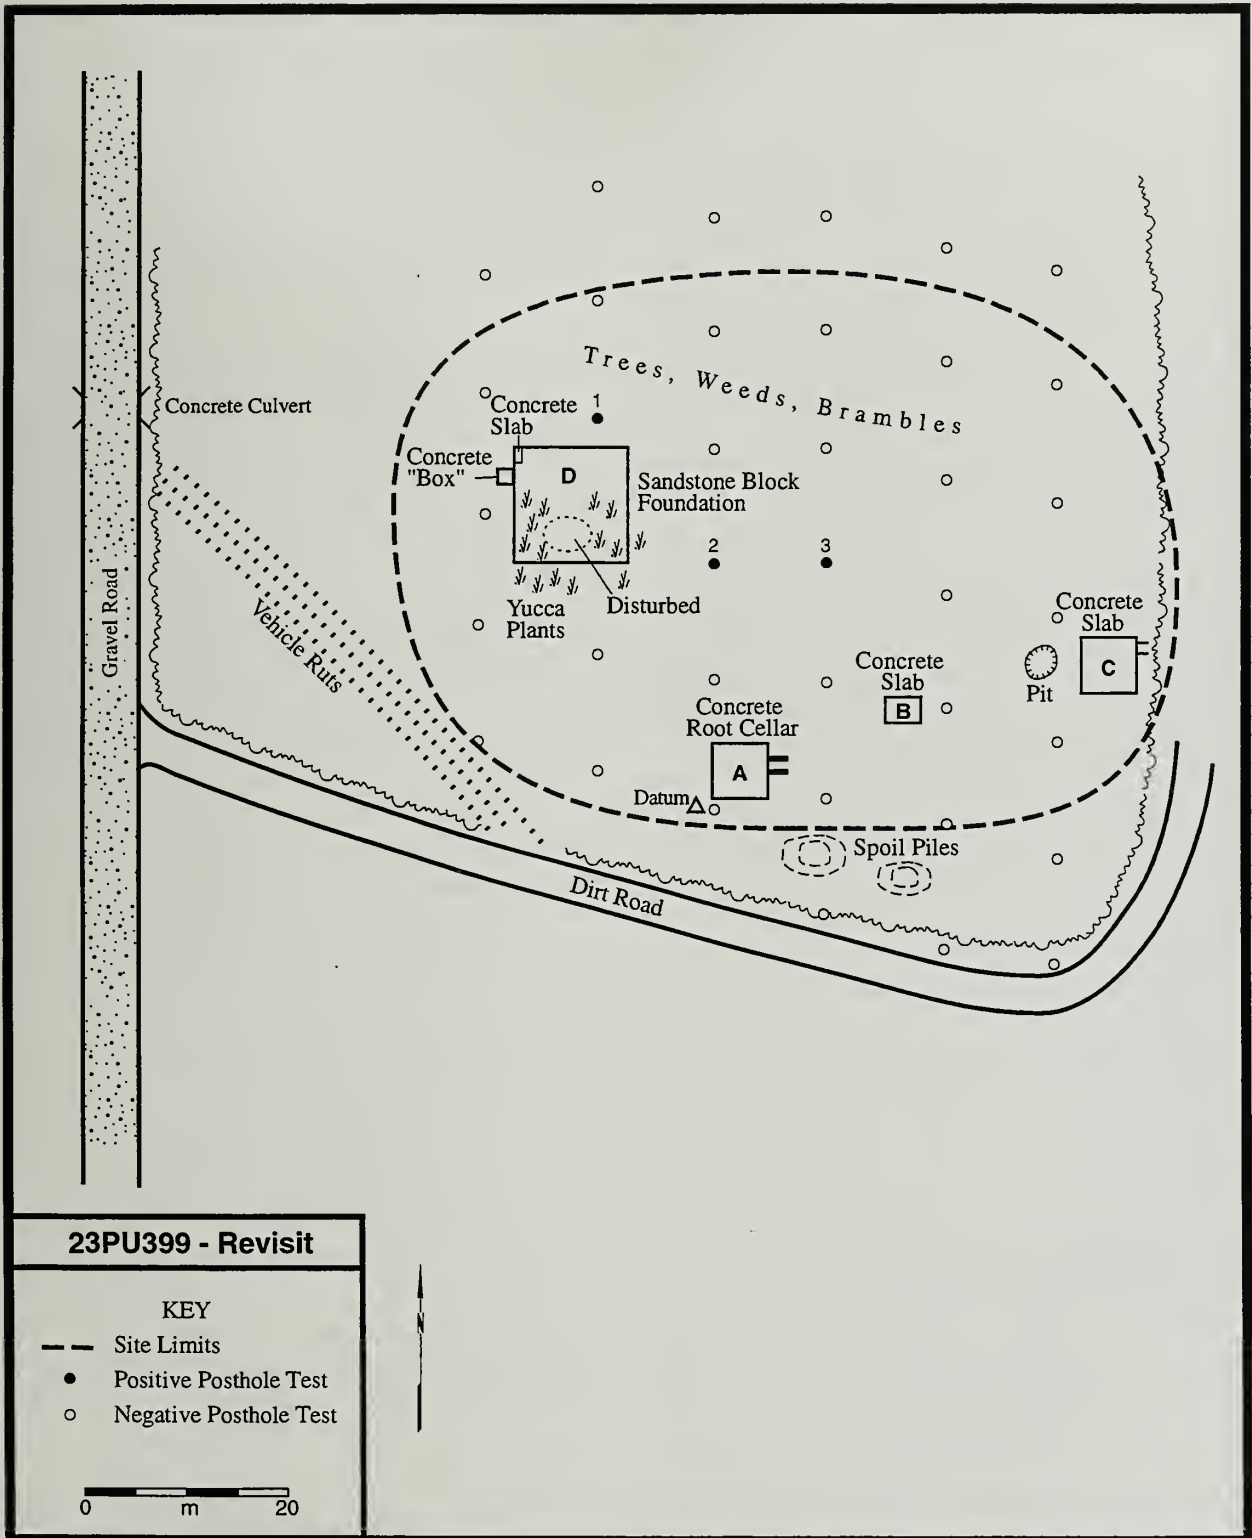 Trees, Weeds, Brambles
Concrete Culvert
Concrete
Slab
1
Concrete
"Box"
D
Sandstone Block
Foundation
2
3
Gravel Road
Vehicle Ruts
Yucca
Plants
Disturbed
Concrete
Slab
C
Pit
Concrete
Slab
B
Concrete
Root Cellar
A
Datum
Spoil Piles
Dirt Road
23PU399 - Revisit
KEY
Site Limits
Positive Posthole Test
Negative Posthole Test
0 m 20
N